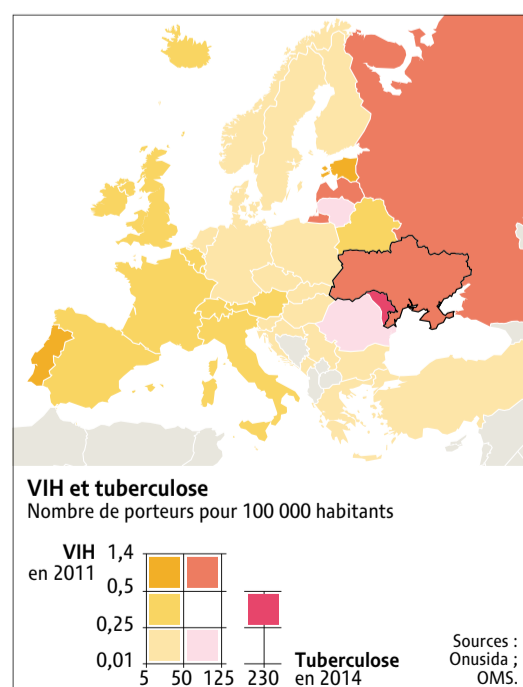 VIH et tuberculose
Nombre de porteurs pour 100 000 habitants
VIH 1,4
en 2011 0,5
0,25
0,01
5 50 125 230
Tuberculose
en 2014
Sources :
Onusida ;
OMS.